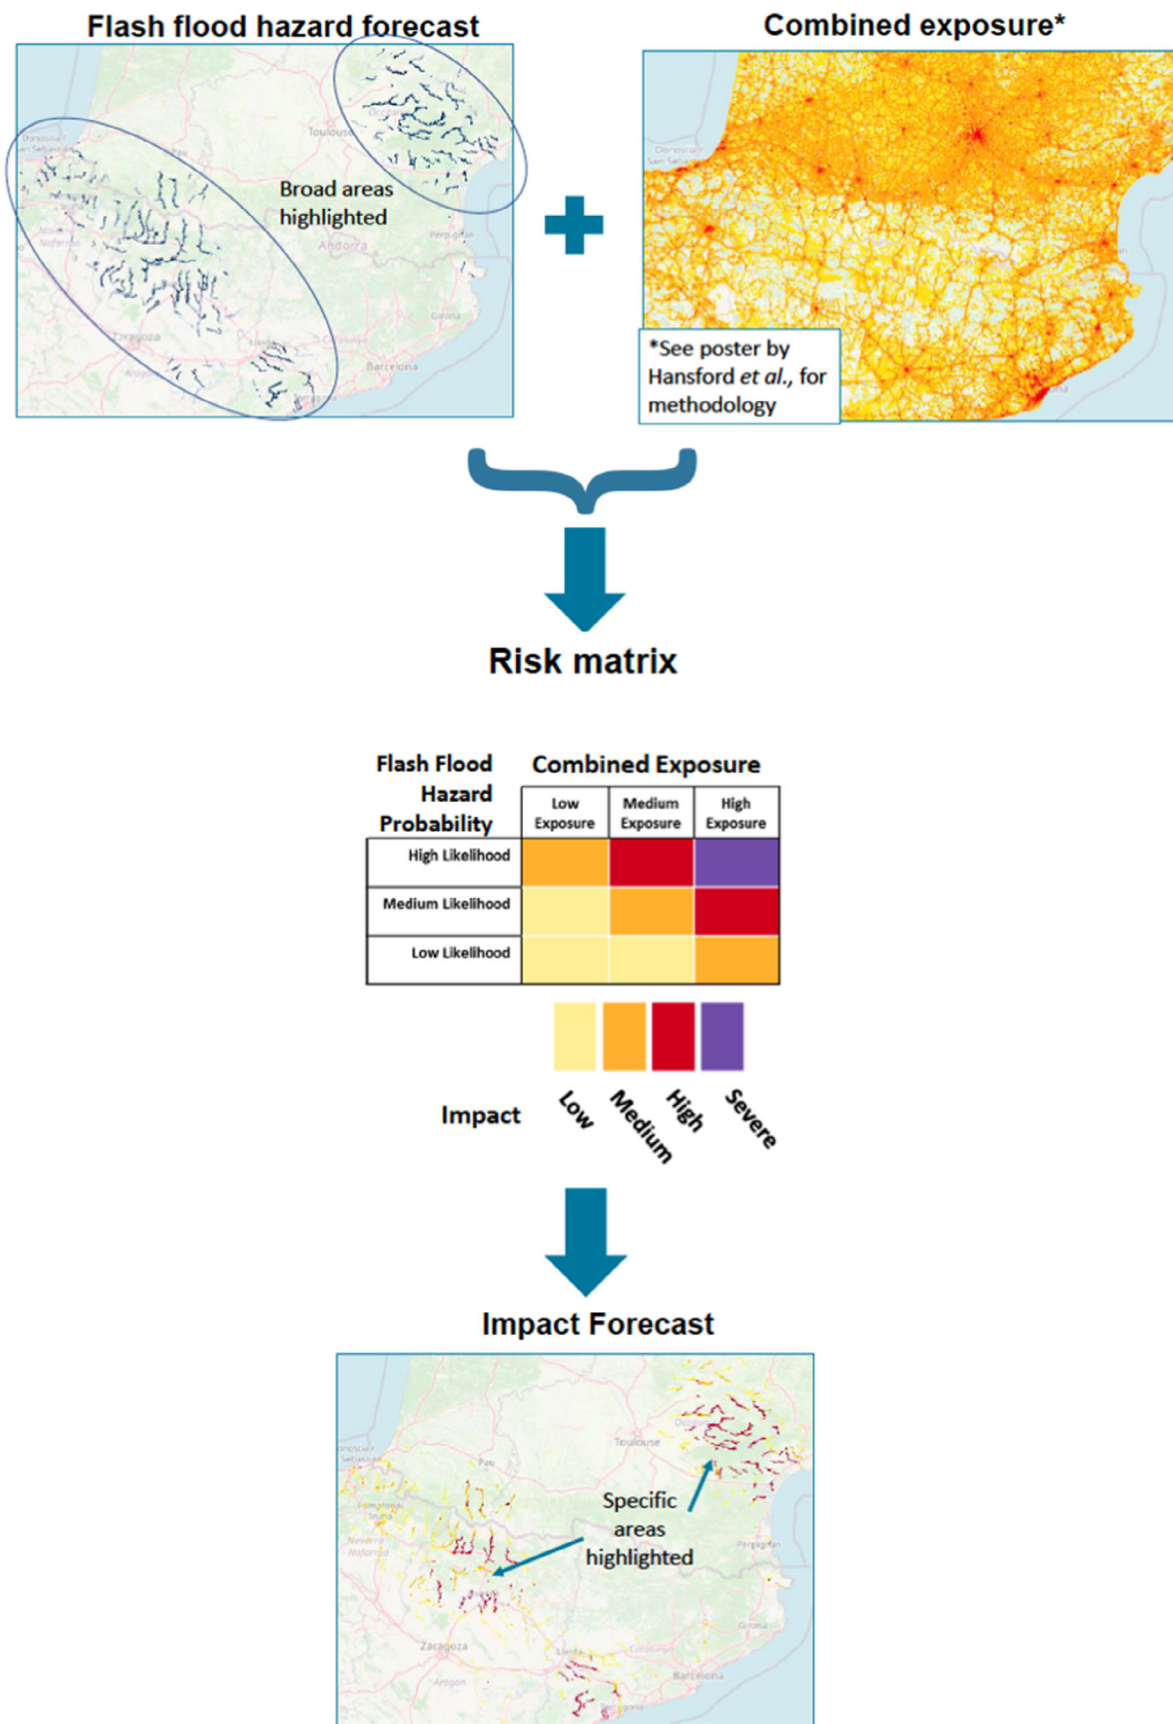 Flash flood hazard forecast
Combined exposure*
Toulouse
Pau
Broad areas
highlighted
Andorra
Perpignan
Zaragoza
Girona
Barcelona
*See poster by
Hansford et al., for
methodology
Risk matrix
Flash Flood
Hazard
Probability
Combined Exposure
Low
Exposure
Medium
Exposure
High
Exposure
High Likelihood
Medium Likelihood
Low Likelihood
Impact
Low
Medium
High
Severe
Impact Forecast
Toulouse
Pau
Specific
areas
highlighted
Perpignan
Zaragoza
Lleida
Girona
Aragón
Barcelona
Tarragona